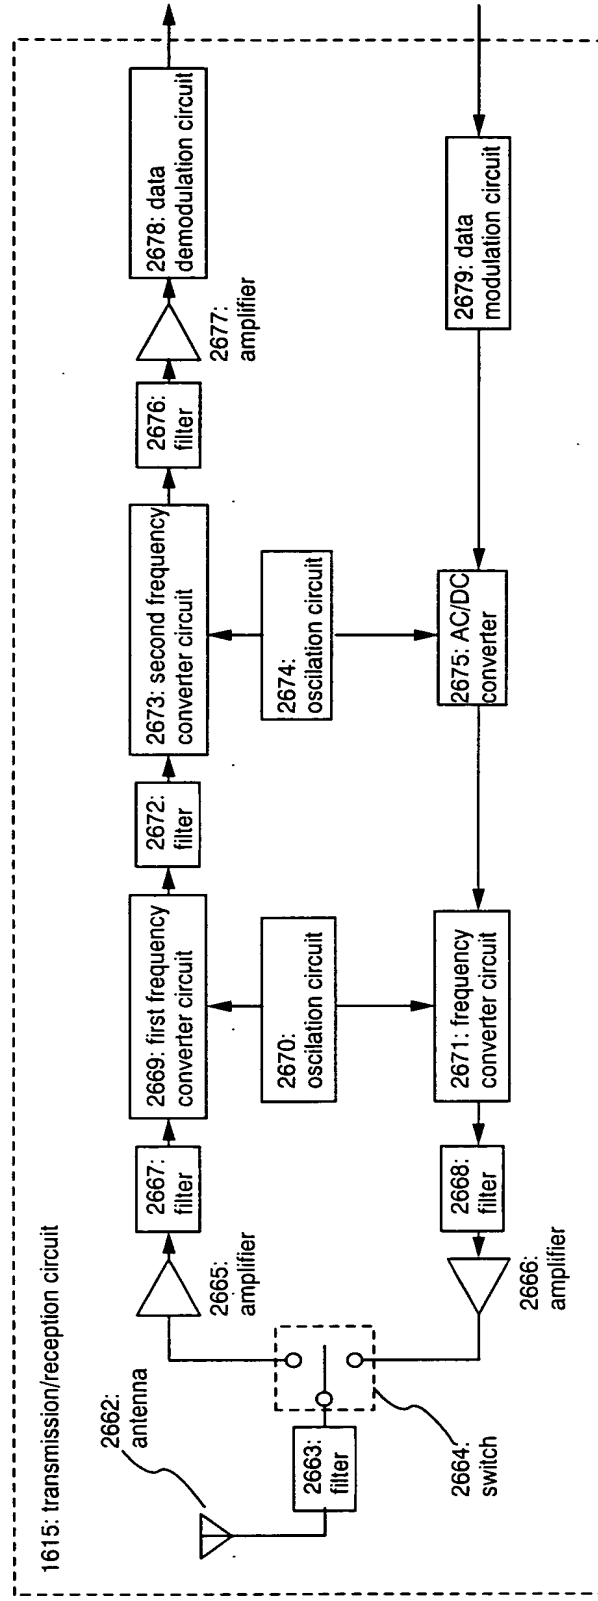 1615: transmission/reception circuit
2662:
antenna
2663:
filter
2664:
switch
2665:
amplifier
2667:
filter
2669: first frequency
converter circuit
2672:
filter
2673: second frequency
converter circuit
2676:
filter
2677:
amplifier
2678: data
demodulation circuit
2670:
oscilation circuit
2674:
oscilation circuit
2666:
amplifier
2668:
filter
2671: frequency
converter circuit
2675: AC/DC
converter
2679: data
modulation circuit